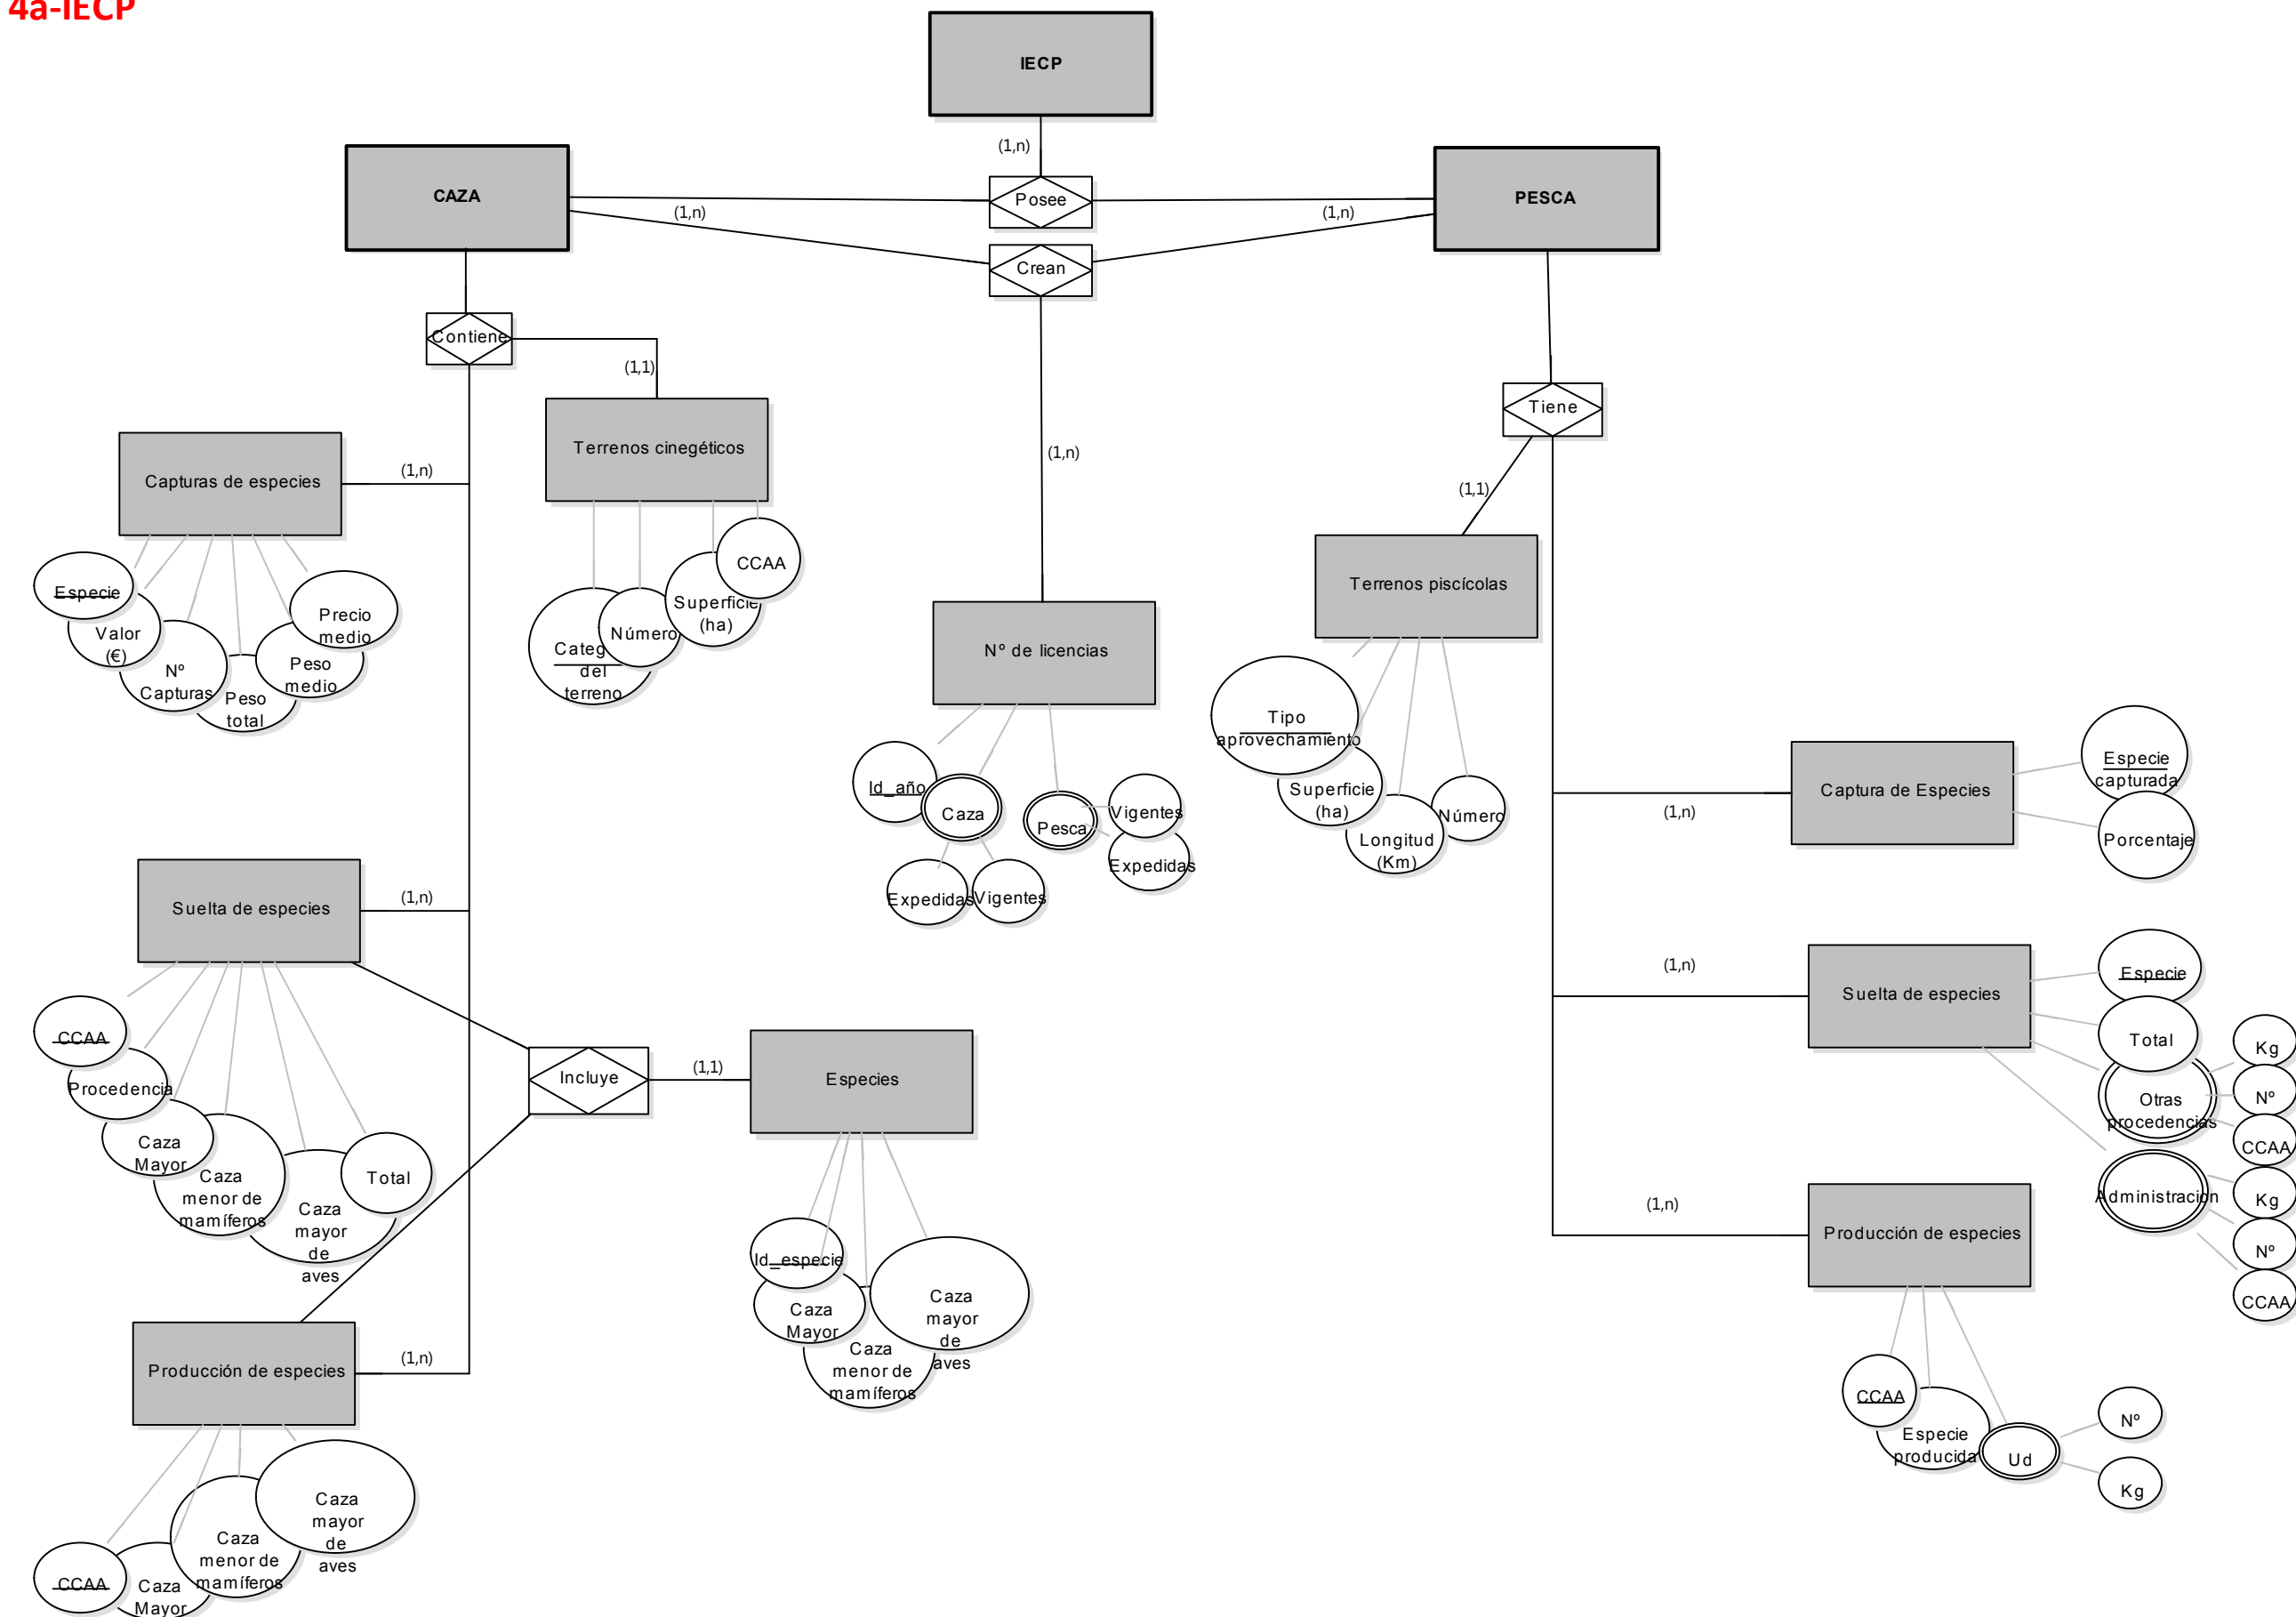 4a-IECP
IECP
(1,n)
CAZA
Posee
PESCA
(1,n)
(1,n)
Crean
Contiene
(1,1)
Tiene
Capturas de especies
(1,n)
Terrenos cinegéticos
(1,n)
(1,1)
Especie
Valor
(€)
Nº
Capturas
Peso
total
Peso
medio
Precio
medio
Categ
del
terreno
Número
Superficie
(ha)
CCAA
Nº de licencias
Terrenos piscícolas
Id_año
Caza
Expedidas
Vigentes
Pesca
Vigentes
Expedidas
Tipo
aprovechamiento
Superficie
(ha)
Longitud
(Km)
Número
Captura de Especies
(1,n)
Especie
capturada
Porcentaje
Suelta de especies
(1,n)
CCAA
Procedencia
Caza
Mayor
Caza
menor de
mamíferos
Caza
mayor
de
aves
Total
Incluye
(1,1)
Especies
Id_especie
Caza
Mayor
Caza
menor de
mamíferos
Caza
mayor
de
aves
(1,n)
Suelta de especies
Especie
Total
Otras
procedencias
Kg
Nº
CCAA
Administración
Kg
Nº
CCAA
(1,n)
Producción de especies
CCAA
Especie
producida
Ud
Nº
Kg
Producción de especies
(1,n)
CCAA
Caza
Mayor
Caza
menor de
mamíferos
Caza
mayor
de
aves